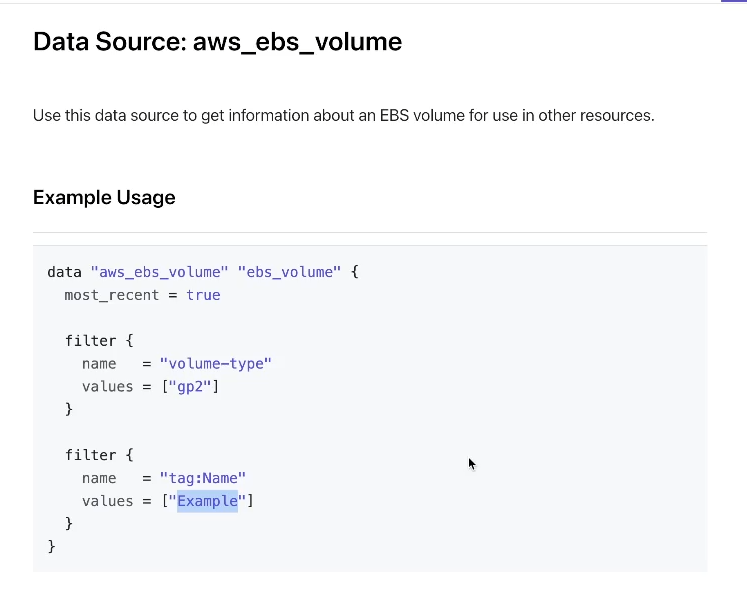 Data Source: aws_ebs_volume
Use this data source to get information about an EBS volume for use in other resources.
Example Usage
data "aws_ebs_volume" "ebs_volume" {
  most_recent = true

  filter {
    name   = "volume-type"
    values = ["gp2"]
  }

  filter {
    name   = "tag:Name"
    values = ["Example"]
  }
}